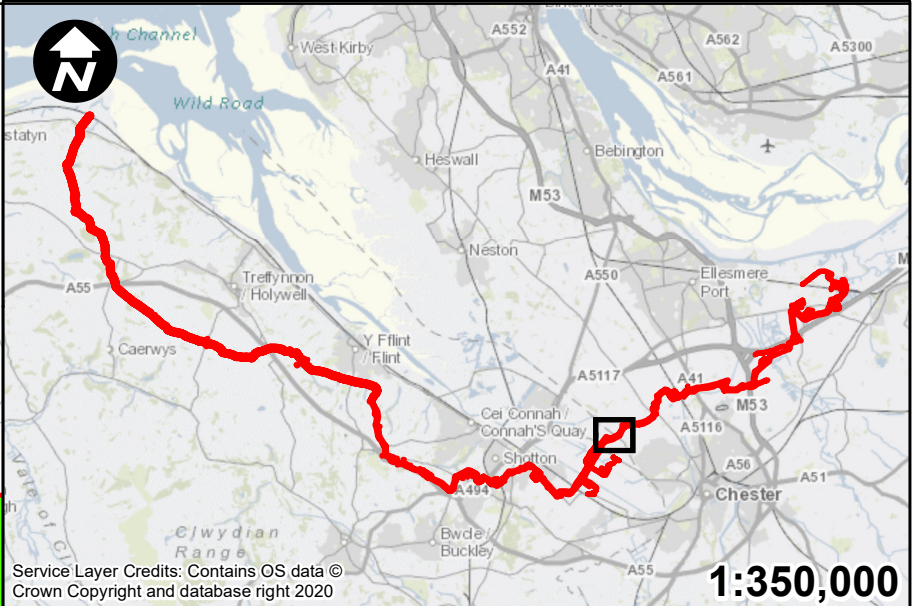 N
h Channel
Wild Road
West Kirby
A552
A41
A562
A5300
A561
statyn
Heswall
Bebington
M53
Neston
A550
Ellesmere
Port
M
A55
Treffynnon
/ Holywell
Caerwys
Y Fflint
/ Flint
A5117
A41
M53
A5116
Cei Connah /
Connah'S Quay
Shotton
A494
A56
A51
Chester
Clwydian
Range
Bwcle /
Buckley
A55
Service Layer Credits: Contains OS data ©
Crown Copyright and database right 2020
1:350,000